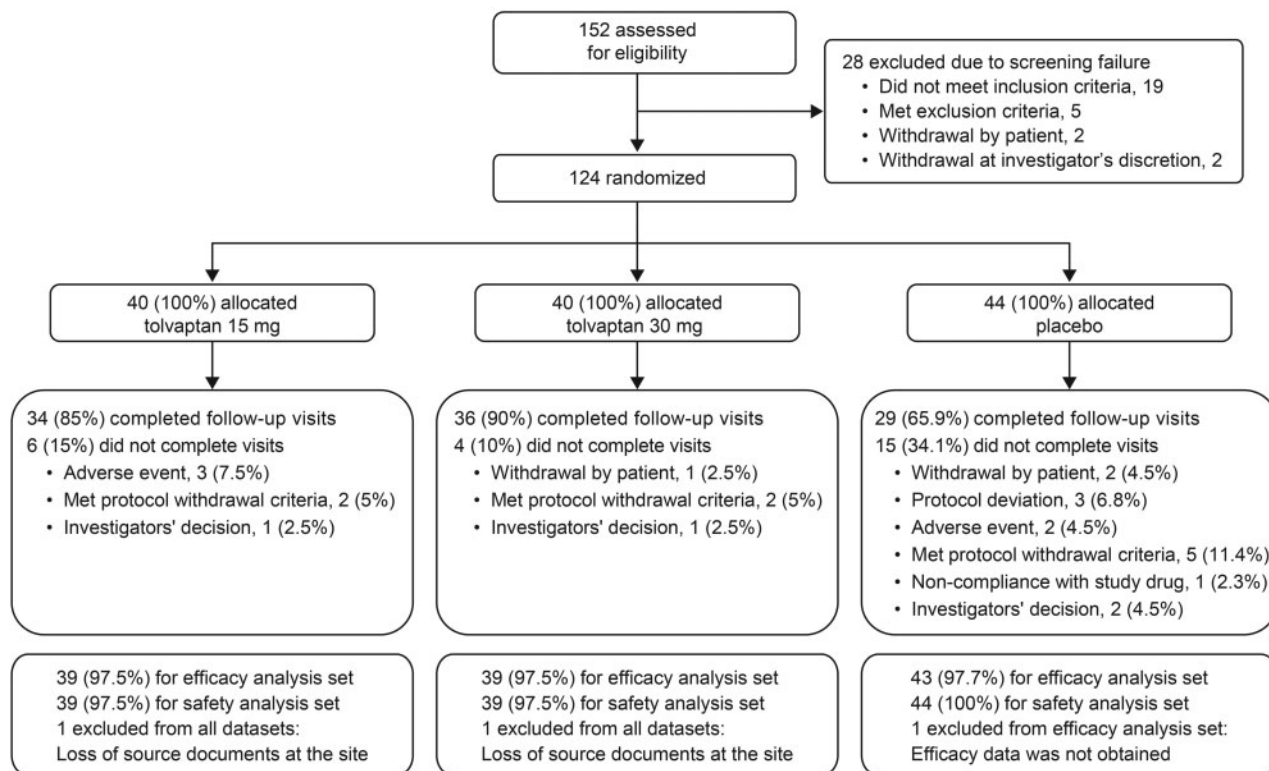 152 assessed
for eligibility
28 excluded due to screening failure
• Did not meet inclusion criteria, 19
• Met exclusion criteria, 5
• Withdrawal by patient, 2
• Withdrawal at investigator's discretion, 2
124 randomized
40 (100%) allocated
tolvaptan 15 mg
40 (100%) allocated
tolvaptan 30 mg
44 (100%) allocated
placebo
34 (85%) completed follow-up visits
6 (15%) did not complete visits
• Adverse event, 3 (7.5%)
• Met protocol withdrawal criteria, 2 (5%)
• Investigators' decision, 1 (2.5%)
36 (90%) completed follow-up visits
4 (10%) did not complete visits
• Withdrawal by patient, 1 (2.5%)
• Met protocol withdrawal criteria, 2 (5%)
• Investigators' decision, 1 (2.5%)
29 (65.9%) completed follow-up visits
15 (34.1%) did not complete visits
• Withdrawal by patient, 2 (4.5%)
• Protocol deviation, 3 (6.8%)
• Adverse event, 2 (4.5%)
• Met protocol withdrawal criteria, 5 (11.4%)
• Non-compliance with study drug, 1 (2.3%)
• Investigators' decision, 2 (4.5%)
39 (97.5%) for efficacy analysis set
39 (97.5%) for safety analysis set
1 excluded from all datasets:
Loss of source documents at the site
39 (97.5%) for efficacy analysis set
39 (97.5%) for safety analysis set
1 excluded from all datasets:
Loss of source documents at the site
43 (97.7%) for efficacy analysis set
44 (100%) for safety analysis set
1 excluded from efficacy analysis set:
Efficacy data was not obtained